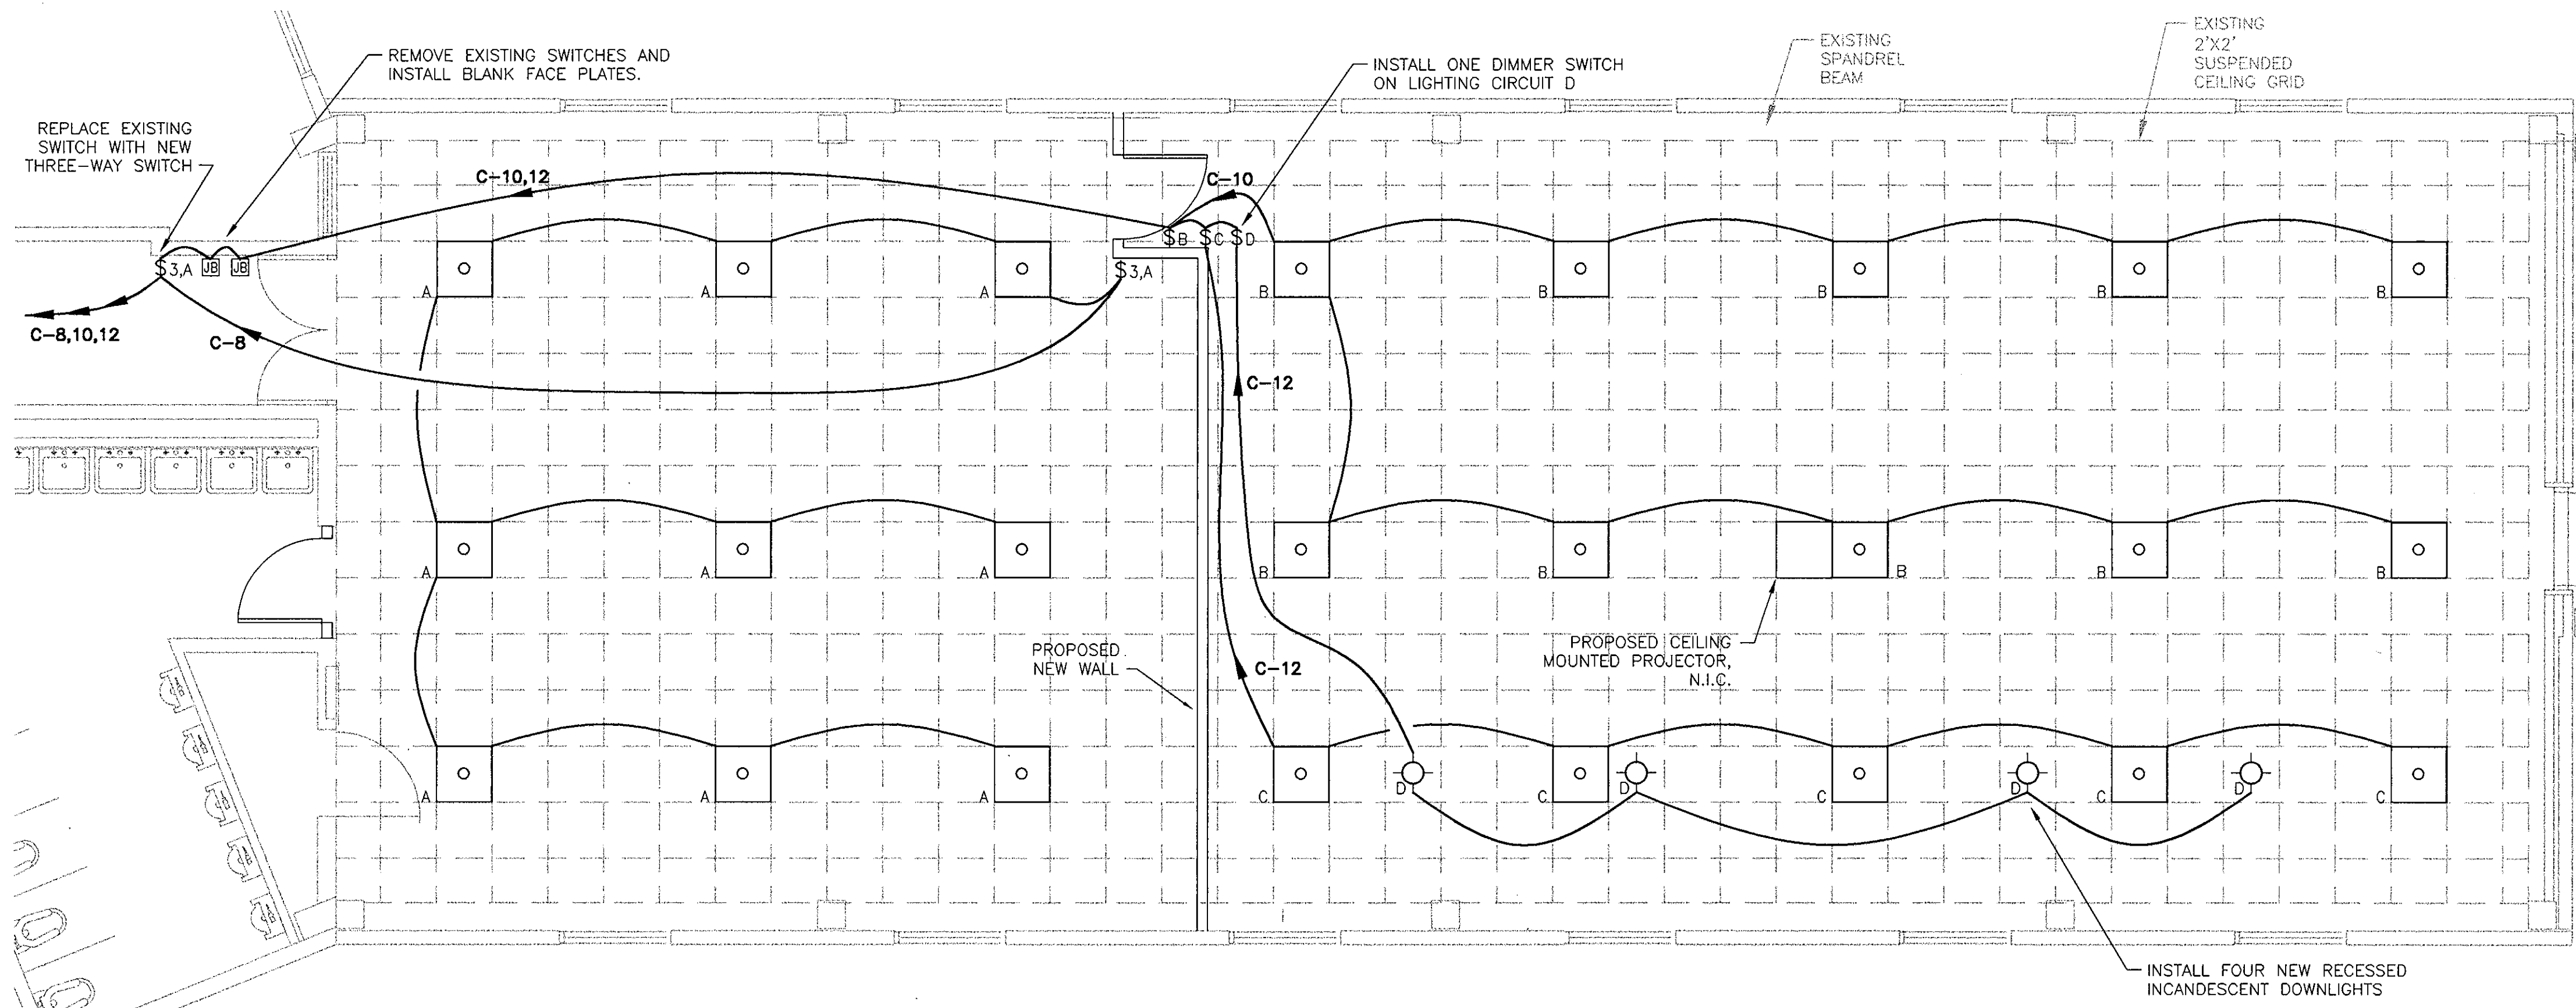 REMOVE EXISTING SWITCHES AND
INSTALL BLANK FACE PLATES.
INSTALL ONE DIMMER SWITCH
ON LIGHTING CIRCUIT D
EXISTING
SPANDREL
BEAM
EXISTING
2'X2'
SUSPENDED
CEILING GRID
REPLACE EXISTING
SWITCH WITH NEW
THREE-WAY SWITCH
C-10,12
C-10
$B $C $D
$3,A JB JB
$3,A
A A A B B B B B
C-8,10,12
C-8
C-12
A A A B B B B B
PROPOSED
NEW WALL
C-12
PROPOSED CEILING
MOUNTED PROJECTOR,
N.I.C.
A A A C D C D C D C D C
INSTALL FOUR NEW RECESSED
INCANDESCENT DOWNLIGHTS